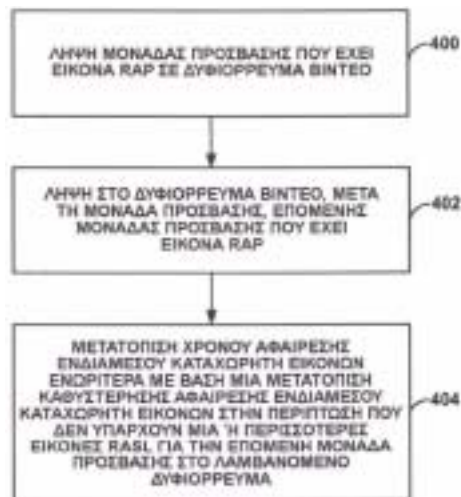 ΛΗΨΗ ΜΟΝΑΔΑΣ ΠΡΟΣΒΑΣΗΣ ΠΟΥ ΕΧΕΙ
ΕΙΚΟΝΑ RAP ΣΕ ΔΥΦΙΟΡΡΕΥΜΑ ΒΙΝΤΕΟ
400
ΛΗΨΗ ΣΤΟ ΔΥΦΙΟΡΡΕΥΜΑ ΒΙΝΤΕΟ, ΜΕΤΑ
ΤΗ ΜΟΝΑΔΑ ΠΡΟΣΒΑΣΗΣ, ΕΠΟΜΕΝΗΣ
ΜΟΝΑΔΑΣ ΠΡΟΣΒΑΣΗΣ ΠΟΥ ΕΧΕΙ
ΕΙΚΟΝΑ RAP
402
ΜΕΤΑΤΟΠΙΣΗ ΧΡΟΝΟΥ ΑΦΑΙΡΕΣΗΣ
ΕΝΔΙΑΜΕΣΟΥ ΚΑΤΑΧΩΡΗΤΗ ΕΙΚΟΝΩΝ
ΕΝΩΡΙΤΕΡΑ ΜΕ ΒΑΣΗ ΜΙΑ ΜΕΤΑΤΟΠΙΣΗ
ΚΑΘΥΣΤΕΡΗΣΗΣ ΑΦΑΙΡΕΣΗΣ ΕΝΔΙΑΜΕΣΟΥ
ΚΑΤΑΧΩΡΗΤΗ ΕΙΚΟΝΩΝ ΣΤΗΝ ΠΕΡΙΠΤΩΣΗ ΠΟΥ
ΔΕΝ ΥΠΑΡΧΟΥΝ ΜΙΑ Ή ΠΕΡΙΣΣΟΤΕΡΕΣ
ΕΙΚΟΝΕΣ RASL ΓΙΑ ΤΗΝ ΕΠΟΜΕΝΗ ΜΟΝΑΔΑ
ΠΡΟΣΒΑΣΗΣ ΣΤΟ ΛΑΜΒΑΝΟΜΕΝΟ
ΔΥΦΙΟΡΡΕΥΜΑ
404